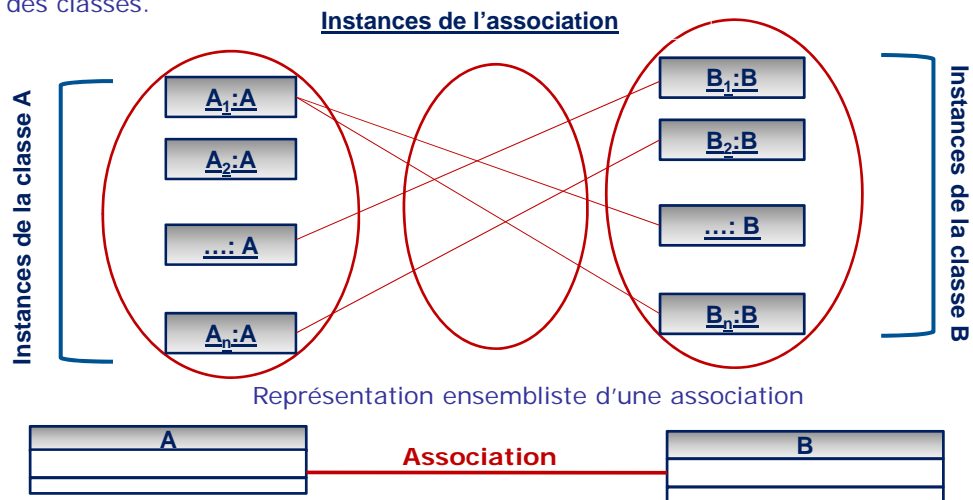 des classes.
Instances de l’association
Instances de la classe A
A1:A
A2:A
…: A
An:A
B1:B
B2:B
…: B
Bn:B
Instances de la classe B
Représentation ensembliste d’une association
A
Association
B